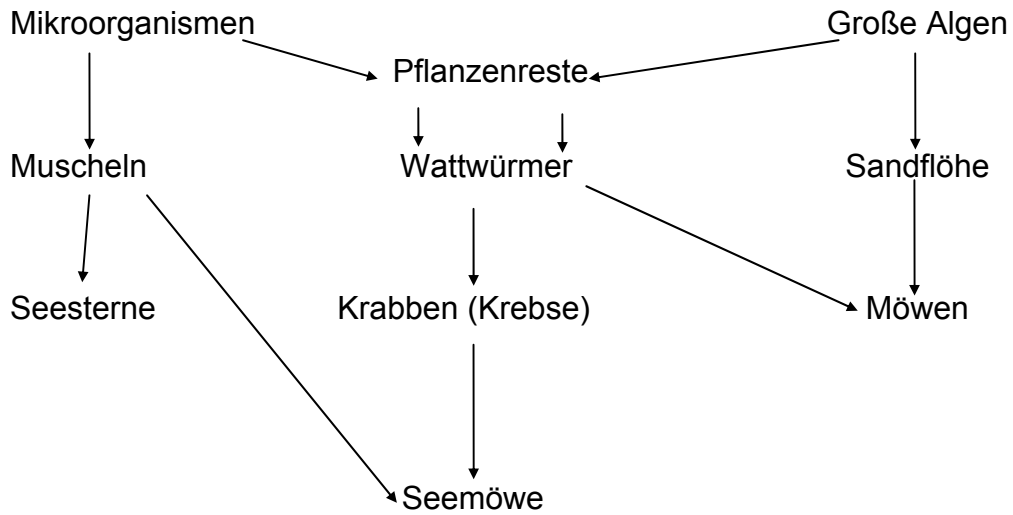 Mikroorganismen
Große Algen
Pflanzenreste
Muscheln
Wattwürmer
Sandflöhe
Seesterne
Krabben (Krebse)
Möwen
Seemöwe